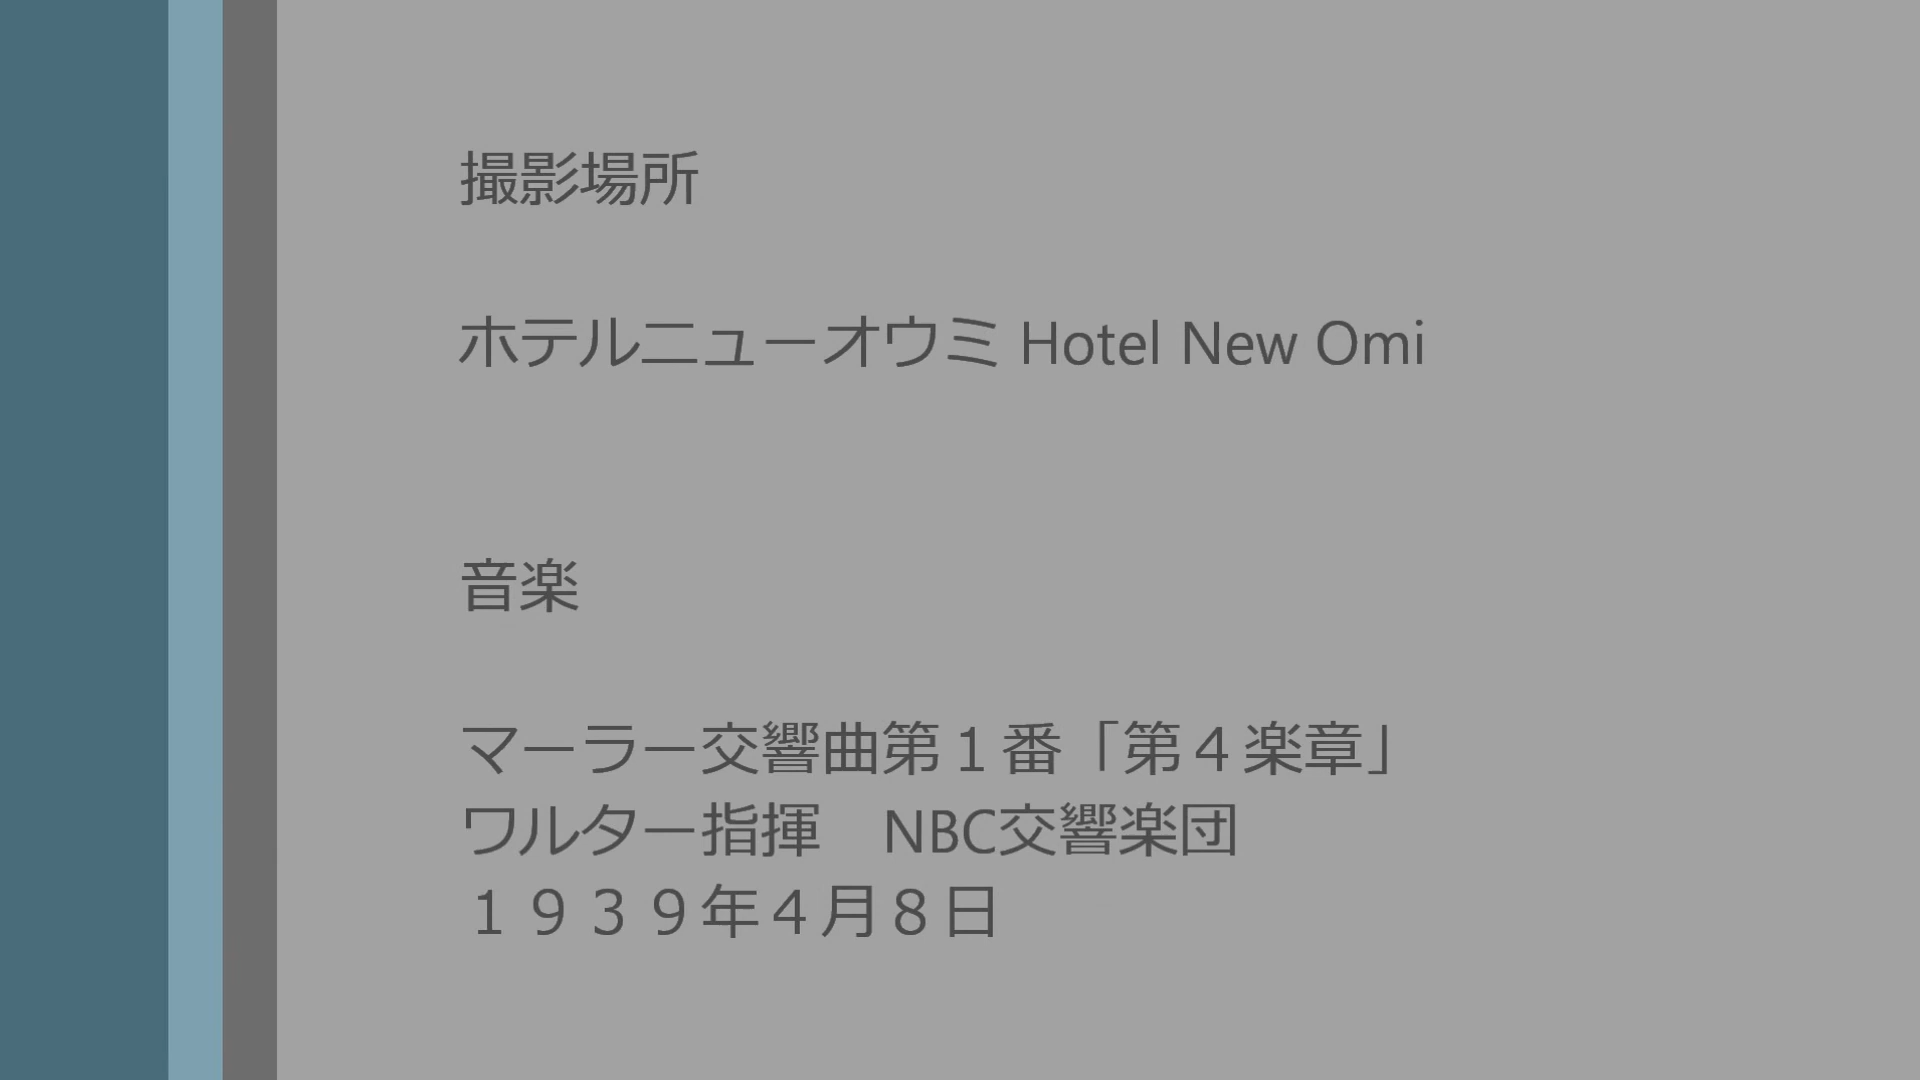 撮影場所
ホテルニューオウミ Hotel New Omi
音楽
マーラー交響曲第１番「第４楽章」
ワルター指揮　NBC交響楽団
１９３９年４月８日